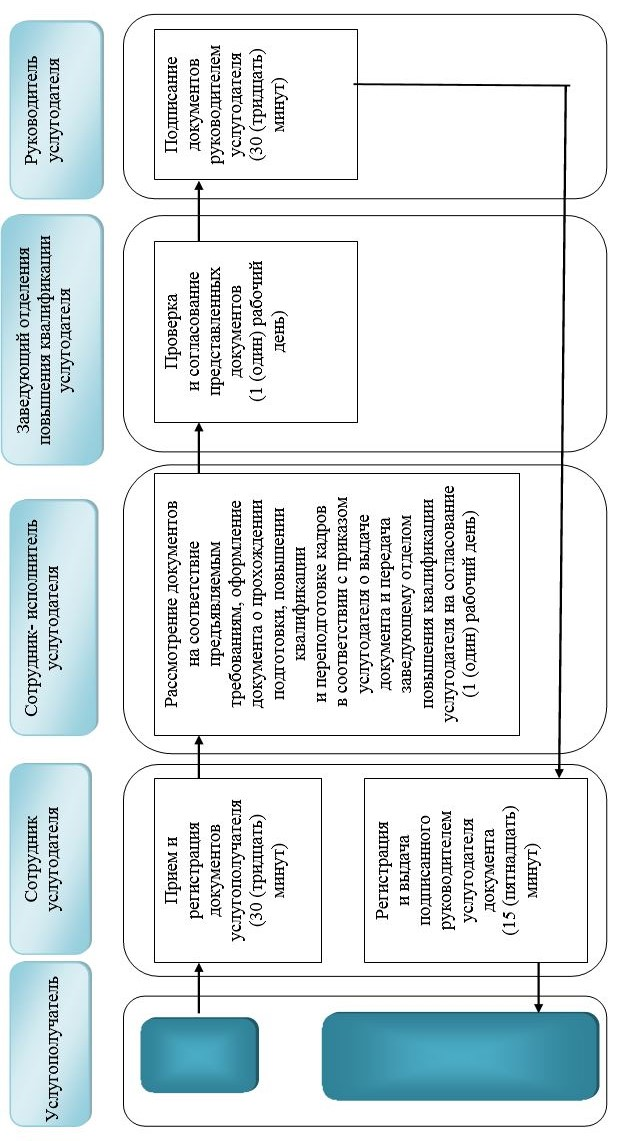 Услугополучатель
Сотрудник
услугодателя
Сотрудник- исполнитель
услугодателя
Заведующий отделения
повышения квалификации
услугодателя
Руководитель
услугодателя
Прием и
регистрация
документов
услугополучателя
(30 (тридцать)
минут)
Рассмотрение документов
на соответствие
предъявляемым
требованиям, оформление
документа о прохождении
подготовки, повышении
квалификации
и переподготовке кадров
в соответствии с приказом
услугодателя о выдаче
документа и передача
заведующему отделом
повышения квалификации
услугодателя на согласование
(1 (один) рабочий день)
Проверка
и согласование
представленных
документов
(1 (один) рабочий
день)
Подписание
документов
руководителем
услугодателя
(30 (тридцать)
минут)
Регистрация
и выдача
подписанного
руководителем
услугодателя
документа
(15 (пятнадцать)
минут)